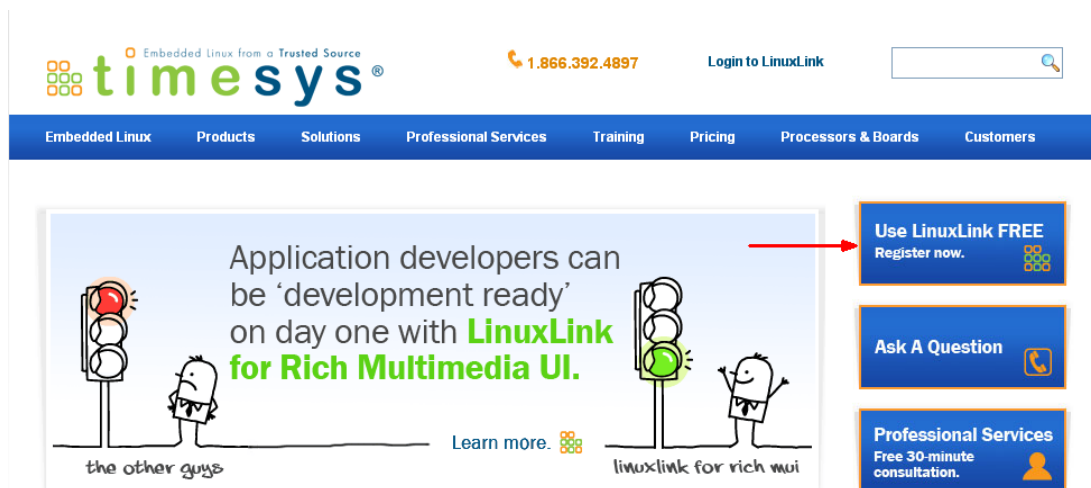 Embedded Linux from a Trusted Source
timesys®
1.866.392.4897
Login to LinuxLink
Embedded Linux
Products
Solutions
Professional Services
Training
Pricing
Processors & Boards
Customers
Application developers can
be ‘development ready’
on day one with LinuxLink
for Rich Multimedia UI.
Learn more.
the other guys
linuxlink for rich mui
Use LinuxLink FREE
Register now.
Ask A Question
Professional Services
Free 30-minute
consultation.